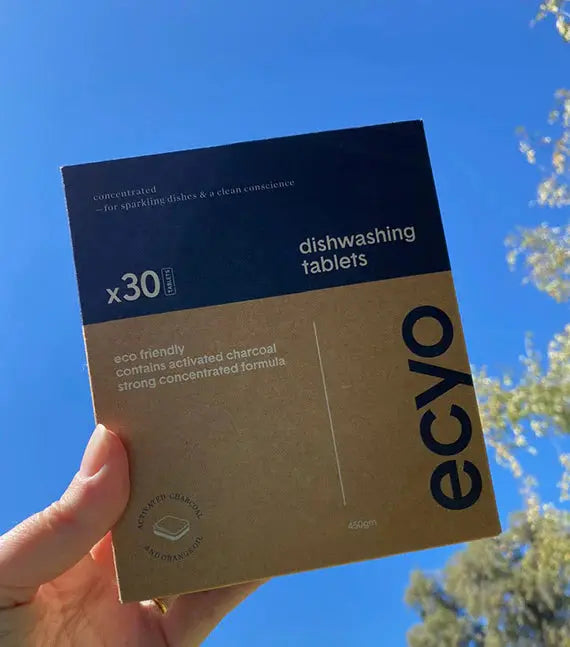 concentrated
—for sparkling dishes & a clean conscience
x30 TABLETS
dishwashing
tablets
eco friendly
contains activated charcoal
strong concentrated formula
ecyo
450gm
ACTIVATED CHARCOAL
AND ORANGE OIL